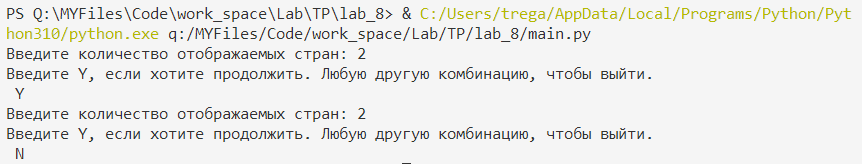 PS Q:\MYFiles\Code\work_space\Lab\TP\lab_8> & C:/Users/trega/AppData/Local/Programs/Python/Pyt
hon310/python.exe q:/MYFiles/Code/work_space/Lab/TP/lab_8/main.py
Введите количество отображаемых стран: 2
Введите Y, если хотите продолжить. Любую другую комбинацию, чтобы выйти.
Y
Введите количество отображаемых стран: 2
Введите Y, если хотите продолжить. Любую другую комбинацию, чтобы выйти.
N